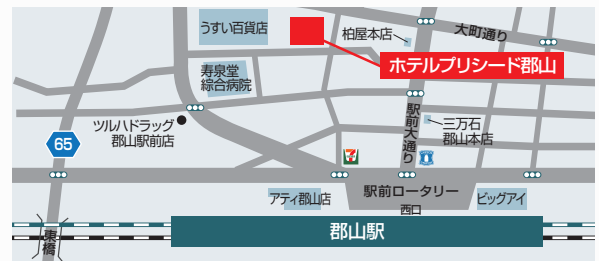 うすい百貨店
柏屋本店
大町通り
ホテルプリシード郡山
寿泉堂
綜合病院
ツルハドラッグ
郡山駅前店
駅前大通り
三万石
郡山本店
65
7
アティ郡山店
駅前ロータリー
西口
ビッグアイ
東橋
郡山駅